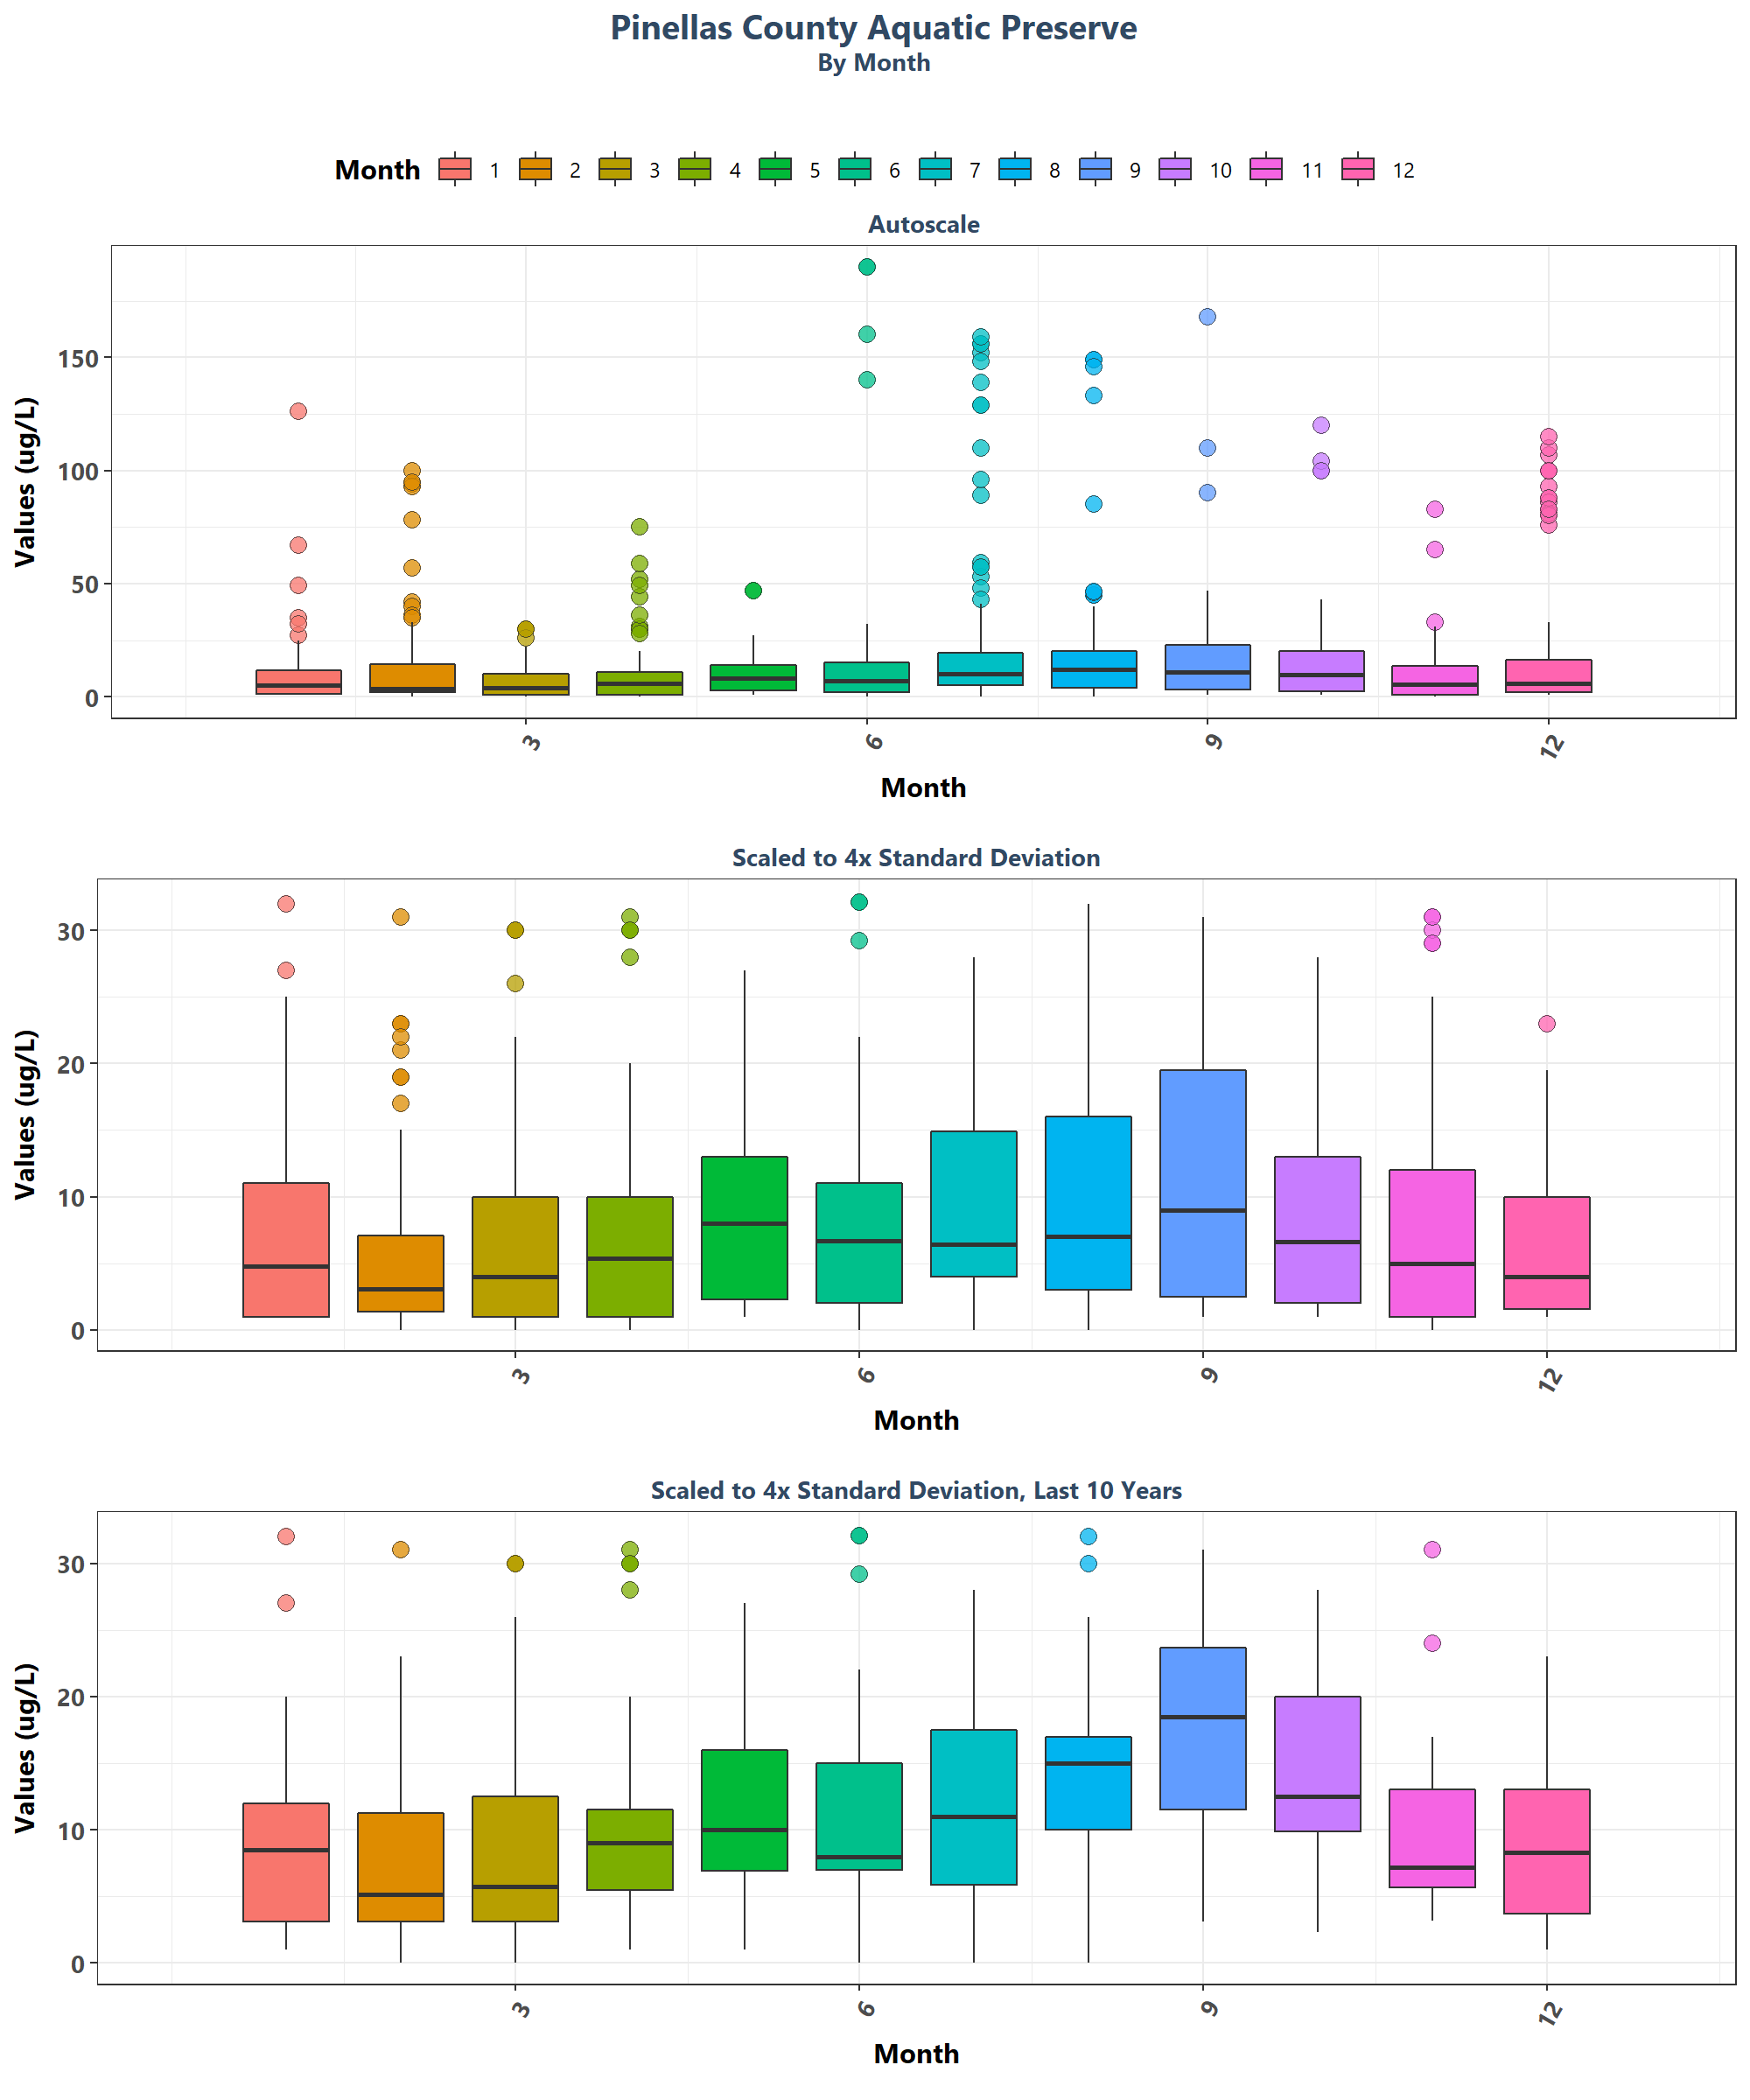 Pinellas County Aquatic Preserve
By Month
Month 1 2 3 4 5 6 7 8 9 10 11 12
Autoscale
Values (ug/L)
150
100
50
0
3 6 9 12
Month
Scaled to 4x Standard Deviation
Values (ug/L)
30
20
10
0
3 6 9 12
Month
Scaled to 4x Standard Deviation, Last 10 Years
Values (ug/L)
30
20
10
0
3 6 9 12
Month